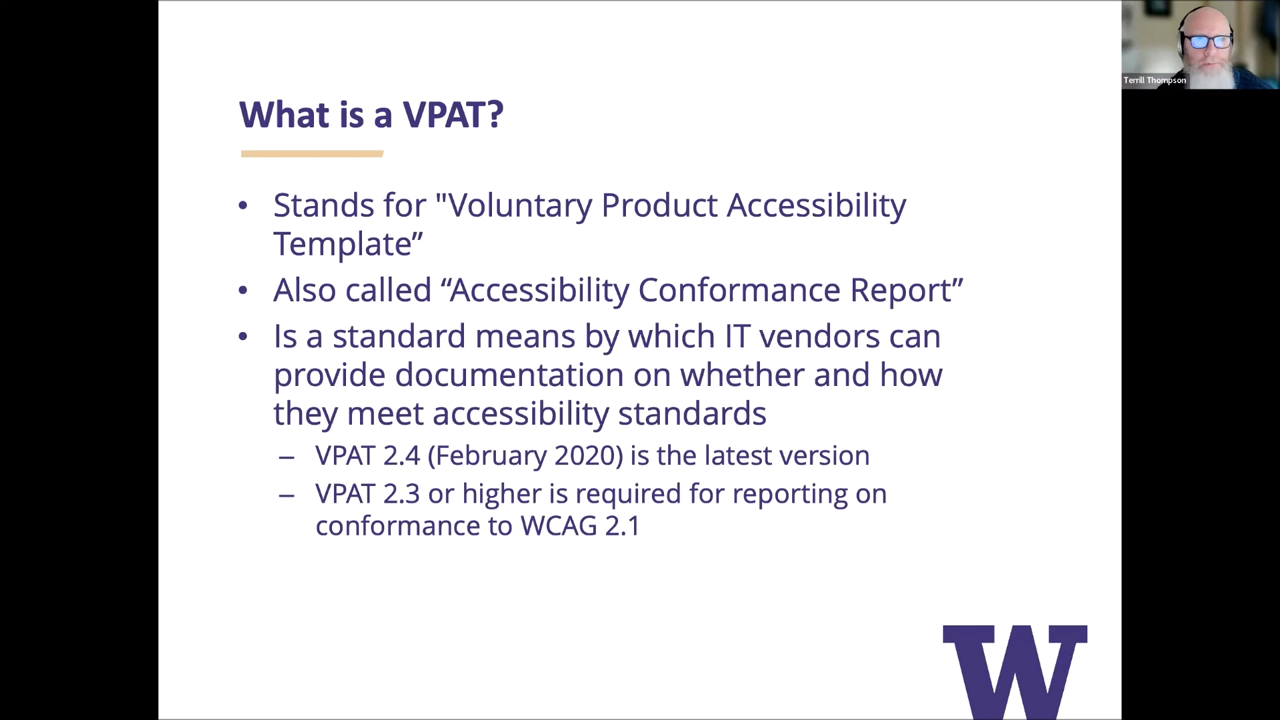 Terrill Thompson
What is a VPAT?
• Stands for "Voluntary Product Accessibility
Template”
• Also called “Accessibility Conformance Report”
• Is a standard means by which IT vendors can
provide documentation on whether and how
they meet accessibility standards
– VPAT 2.4 (February 2020) is the latest version
– VPAT 2.3 or higher is required for reporting on
conformance to WCAG 2.1
W